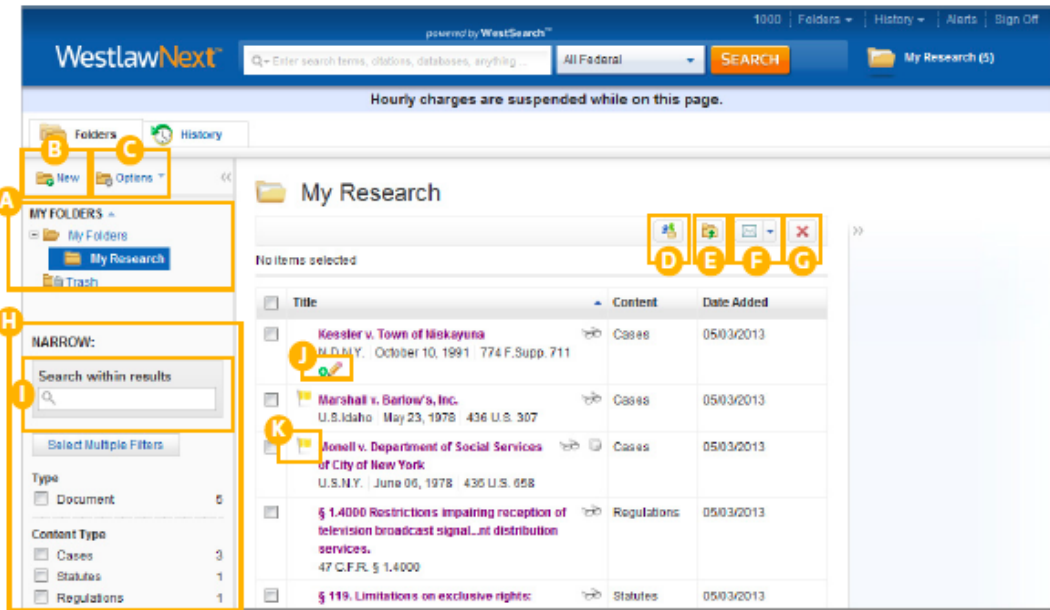 1000 Folders History Alerts Sign Off
powered by WestSearch™
WestlawNext™
Enter search terms, citations, databases, anything ...
All Federal
SEARCH
My Research (5)
Hourly charges are suspended while on this page.
Folders
History
B
C
New
Options
A
MY FOLDERS
My Folders
My Research
Trash
My Research
D
E
F
G
No items selected
Title Content Date Added
H
NARROW:
I
Search within results
Select Multiple Filters
Type
Document 5
Content Type
Cases 3
Statutes 1
Regulations 1
Kessler v. Town of Niskayuna Cases 05/03/2013
N.D.N.Y. October 10, 1991 774 F.Supp. 711
J
Marshall v. Barlow's, Inc. Cases 05/03/2013
U.S.Idaho May 23, 1978 436 U.S. 307
K
Monell v. Department of Social Services Cases 05/03/2013
of City of New York
U.S.N.Y. June 06, 1978 436 U.S. 658
§ 1.4000 Restrictions impairing reception of Regulations 05/03/2013
television broadcast signal...nt distribution
services.
47 C.F.R. § 1.4000
§ 119. Limitations on exclusive rights: Statutes 05/03/2013